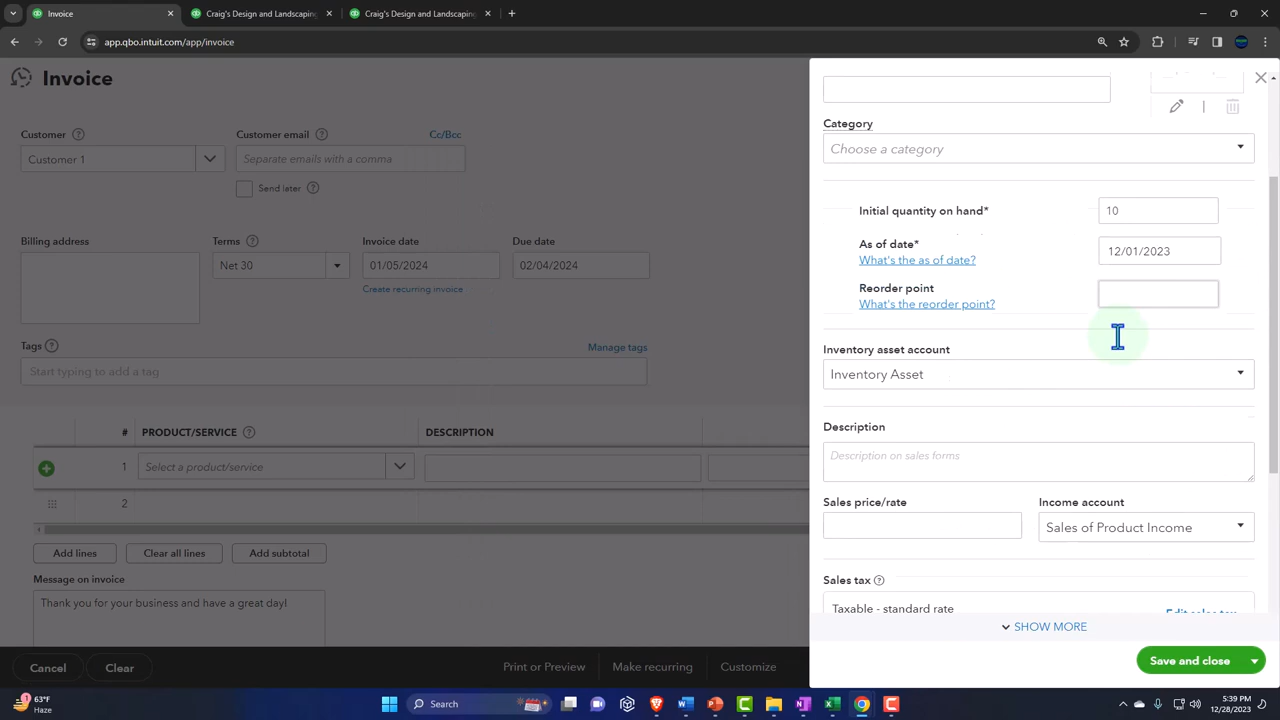 Invoice
Craig's Design and Landscaping
Craig's Design and Landscaping
app.qbo.intuit.com/app/invoice
Invoice
Customer
Customer email
Cc/Bcc
Customer 1
Separate emails with a comma
Send later
Billing address
Terms
Invoice date
Due date
Net 30
01/05/2024
02/04/2024
Create recurring invoice
Tags
Manage tags
Start typing to add a tag
# PRODUCT/SERVICE DESCRIPTION
1 Select a product/service
2
Add lines
Clear all lines
Add subtotal
Message on invoice
Thank you for your business and have a great day!
Cancel
Clear
Print or Preview
Make recurring
Customize
Category
Choose a category
Initial quantity on hand* 10
As of date* 12/01/2023
What's the as of date?
Reorder point
What's the reorder point?
Inventory asset account
Inventory Asset
Description
Description on sales forms
Sales price/rate
Income account
Sales of Product Income
Sales tax
Taxable - standard rate
Edit sales tax
SHOW MORE
Save and close
63°F
Haze
Search
5:39 PM
12/28/2023